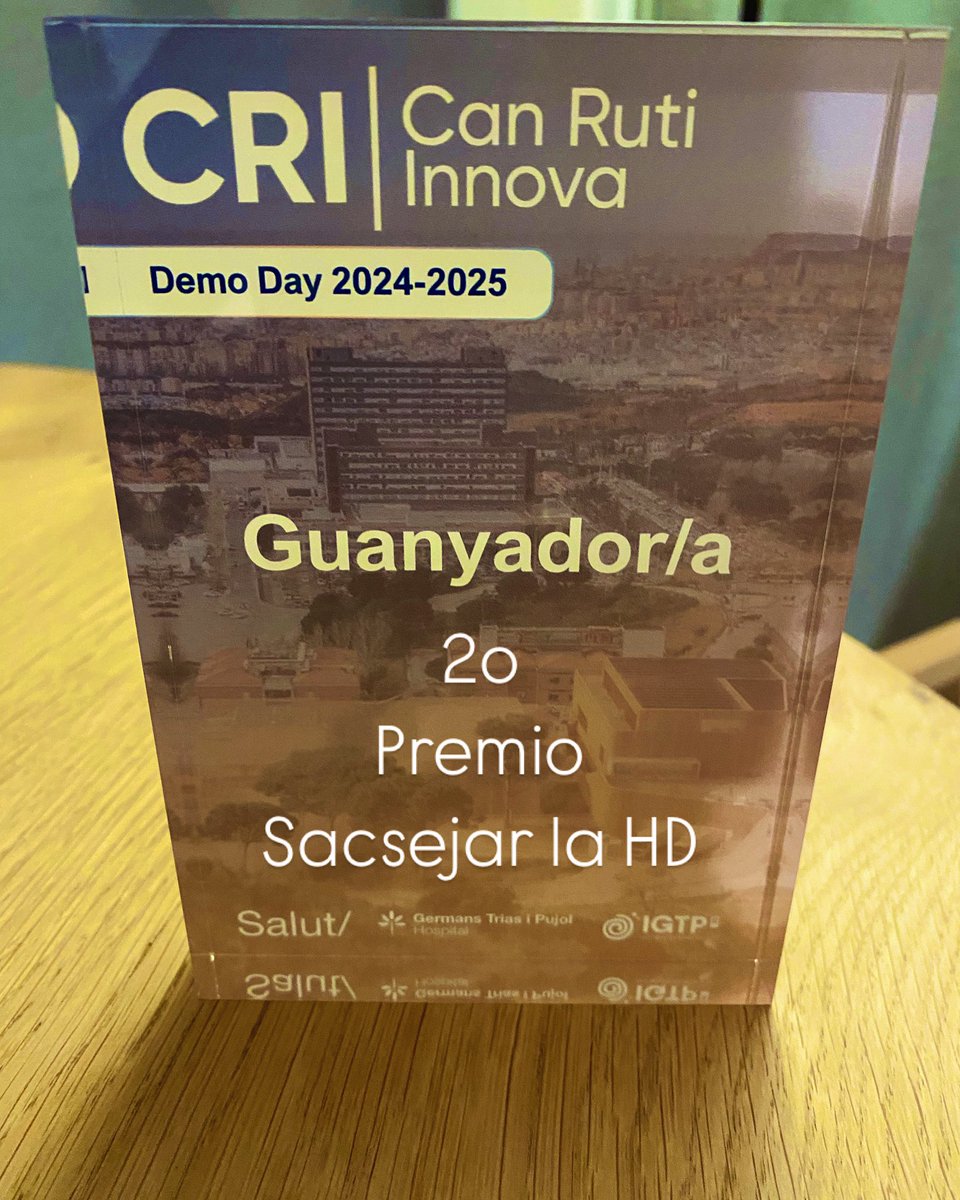 CRI
Can Ruti
Innova
Demo Day 2024-2025
Guanyador/a
2o
Premio
Sacsejar la HD
Salut/
Germans Trias i Pujol
Hospital
IGTP